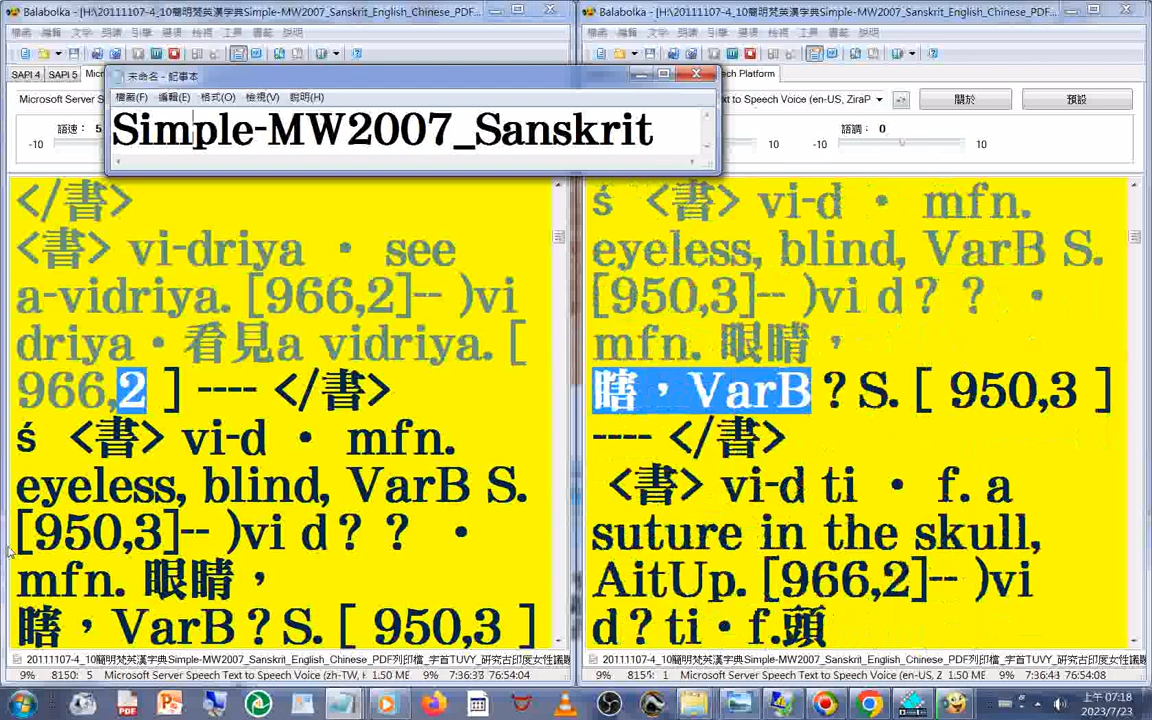 Balabolka - [H:\20111107-4_10簡明梵英漢字典Simple-MW2007_Sanskrit_English_Chinese_PDF...
Balabolka - [H:\20111107-4_10簡明梵英漢字典Simple-MW2007_Sanskrit_English_Chinese_PDF...
SAPI 4 SAPI 5
未命名 - 記事本
檔案(F) 編輯(E) 格式(O) 檢視(V) 說明(H)
Simple-MW2007_Sanskrit
Microsoft Server S
語速： 5
-10
ech Platform
xt to Speech Voice (en-US, ZiraP
關於 預設
語調： 0
10 -10 10
</書>
<書> vi-driya • see
a-vidriya. [966,2]-- )vi
driya•看見a vidriya. [
966,2 ] ---- </書>
ś <書> vi-d • mfn.
eyeless, blind, VarB S.
[950,3]-- )vi d？？ •
mfn. 眼睛，
瞎，VarB？S. [ 950,3 ]
ś <書> vi-d • mfn.
eyeless, blind, VarB S.
[950,3]-- )vi d？？ •
mfn. 眼睛，
瞎，VarB？S. [ 950,3 ]
---- </書>
<書> vi-d ti • f. a
suture in the skull,
AitUp. [966,2]-- )vi
d？ti•f.頭
20111107-4_10簡明梵英漢字典Simple-MW2007_Sanskrit_English_Chinese_PDF列印檔_字首TUVY_研究古印度女性議題
20111107-4_10簡明梵英漢字典Simple-MW2007_Sanskrit_English_Chinese_PDF列印檔_字首TUVY_研究古印度女性議題
9% 8150: 5 Microsoft Server Speech Text to Speech Voice (zh-TW, H 1.50 ME 9% 7:36:33 76:54:04
9% 8155: 1 Microsoft Server Speech Text to Speech Voice (en-US, Z 1.50 ME 9% 7:36:43 76:54:08
上午 07:18
2023/7/23